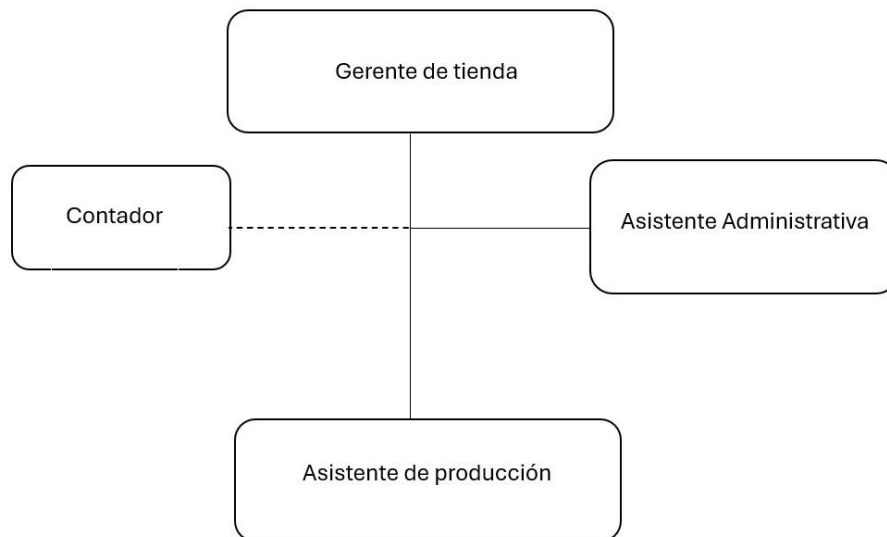 Gerente de tienda
Contador
Asistente Administrativa
Asistente de producción